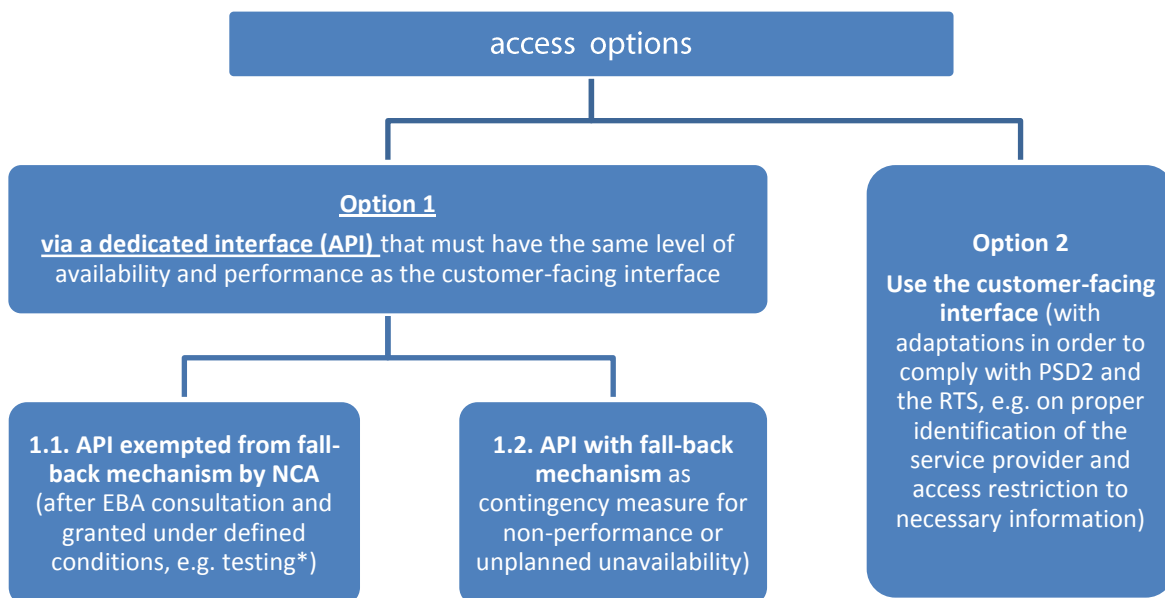 access options
Option 1
via a dedicated interface (API) that must have the same level of
availability and performance as the customer-facing interface
Option 2
Use the customer-facing
interface (with
adaptations in order to
comply with PSD2 and
the RTS, e.g. on proper
identification of the
service provider and
access restriction to
necessary information)
1.1. API exempted from fall-
back mechanism by NCA
(after EBA consultation and
granted under defined
conditions, e.g. testing*)
1.2. API with fall-back
mechanism as
contingency measure for
non-performance or
unplanned unavailability)